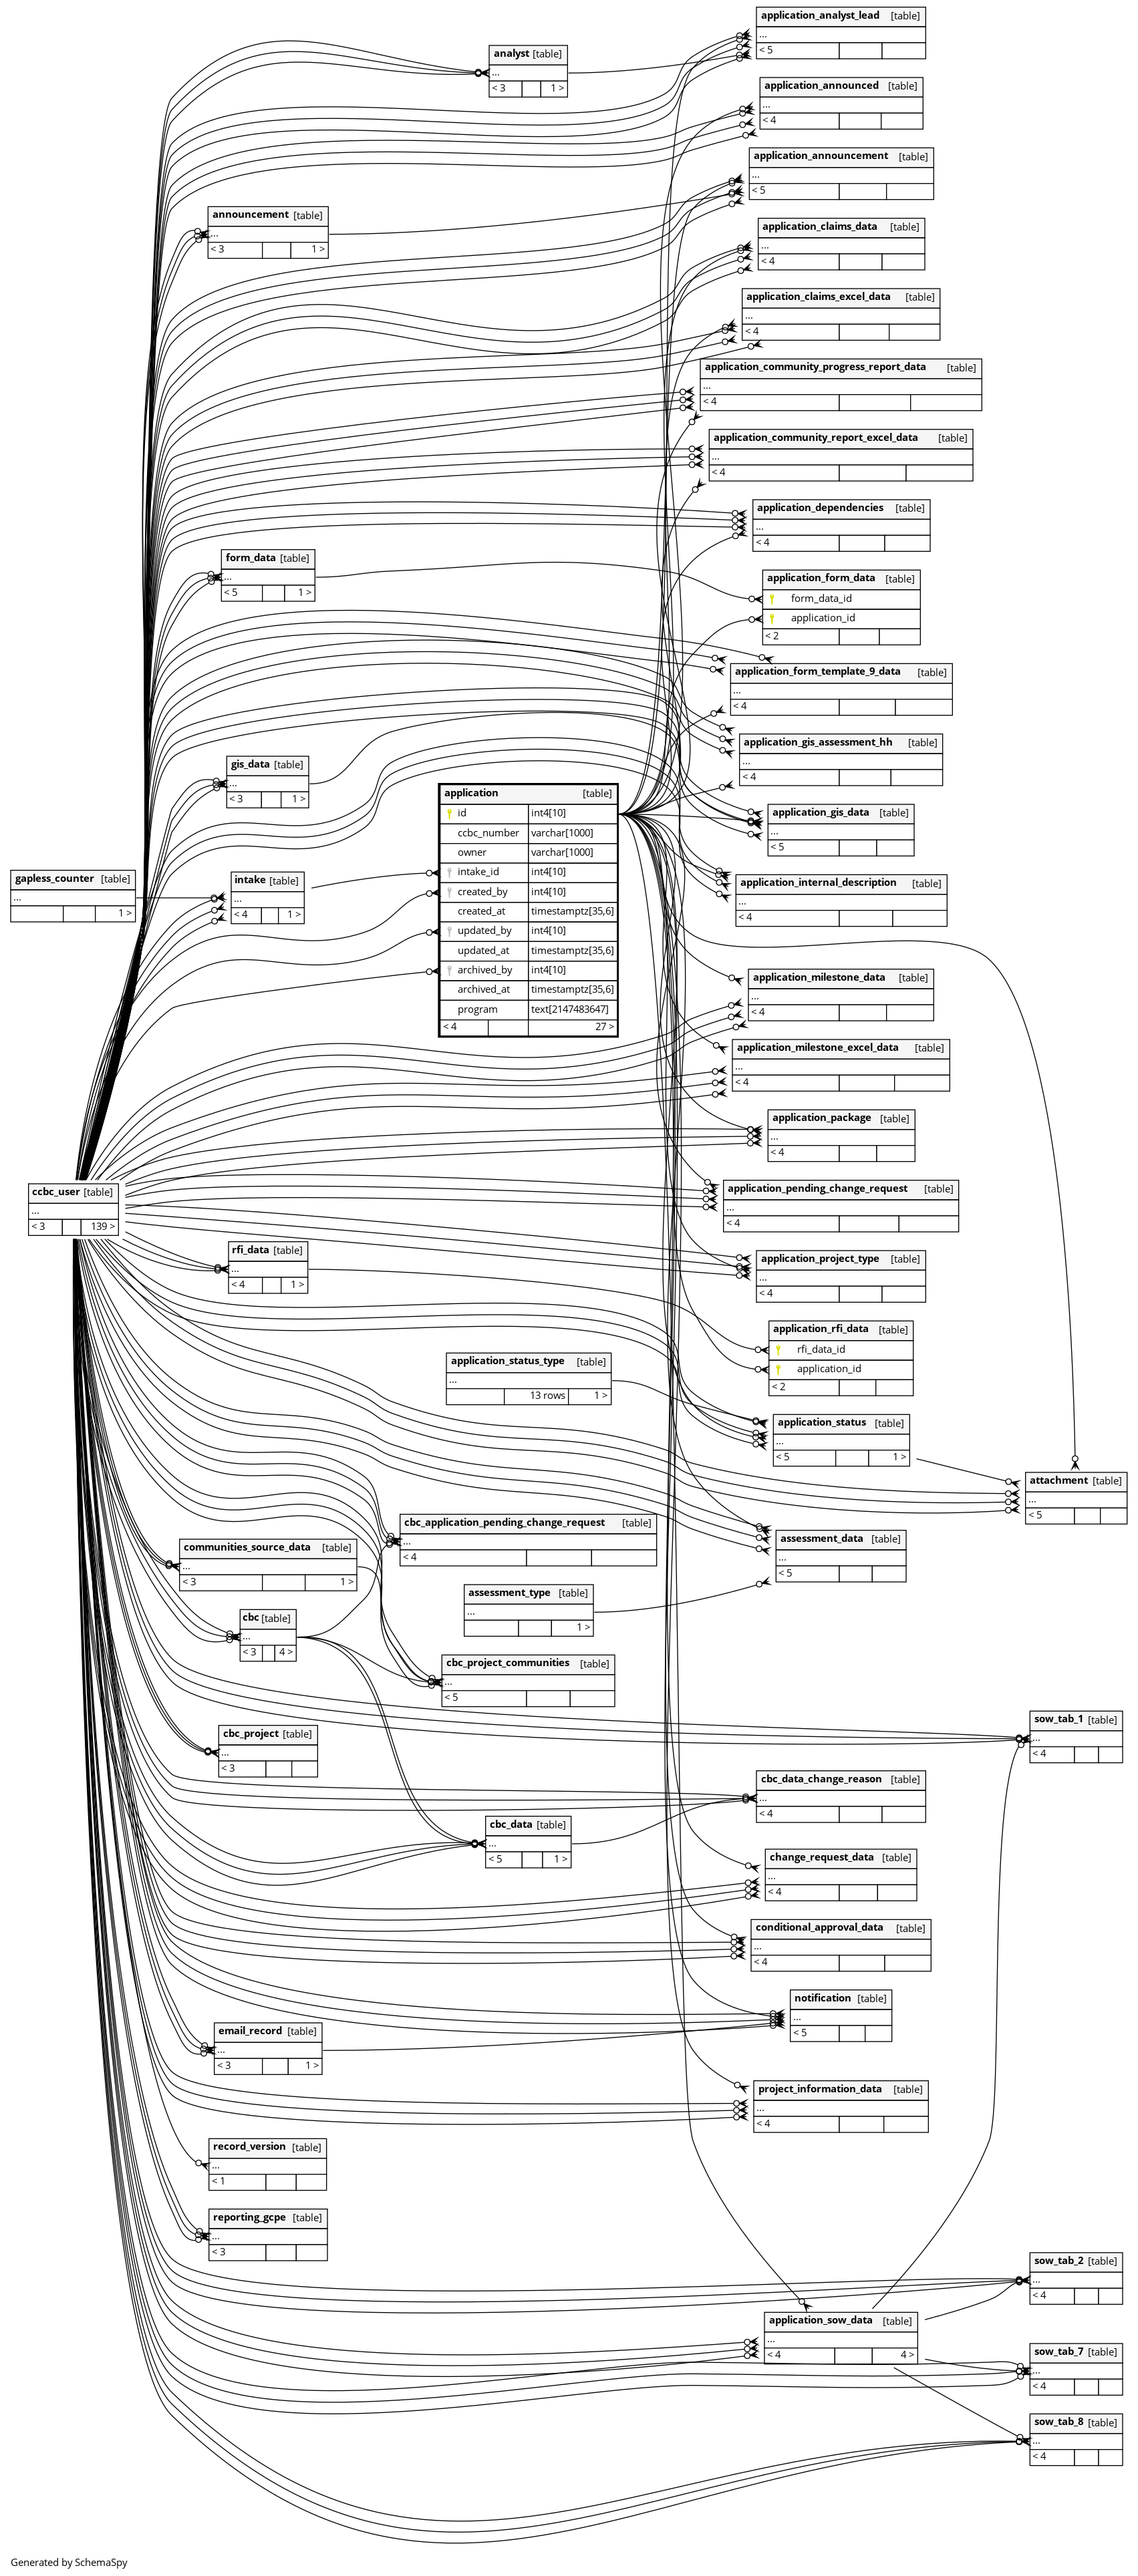 application_analyst_lead [table]
...
< 5
analyst [table]
...
< 3 1 >
application_announced [table]
...
< 4
application_announcement [table]
...
< 5
announcement [table]
...
< 3 1 >
application_claims_data [table]
...
< 4
application_claims_excel_data [table]
...
< 4
application_community_progress_report_data [table]
...
< 4
application_community_report_excel_data [table]
...
< 4
application_dependencies [table]
...
< 4
form_data [table]
...
< 5 1 >
application_form_data [table]
form_data_id
application_id
< 2
application_form_template_9_data [table]
...
< 4
application_gis_assessment_hh [table]
...
< 4
gis_data [table]
...
< 3 1 >
application [table]
id int4[10]
ccbc_number varchar[1000]
owner varchar[1000]
intake_id int4[10]
created_by int4[10]
created_at timestamptz[35,6]
updated_by int4[10]
updated_at timestamptz[35,6]
archived_by int4[10]
archived_at timestamptz[35,6]
program text[2147483647]
< 4 27 >
application_gis_data [table]
...
< 5
gapless_counter [table]
...
1 >
intake [table]
...
< 4 1 >
application_internal_description [table]
...
< 4
application_milestone_data [table]
...
< 4
application_milestone_excel_data [table]
...
< 4
application_package [table]
...
< 4
ccbc_user [table]
...
< 3 139 >
application_pending_change_request [table]
...
< 4
rfi_data [table]
...
< 4 1 >
application_project_type [table]
...
< 4
application_rfi_data [table]
rfi_data_id
application_id
< 2
application_status_type [table]
...
13 rows 1 >
application_status [table]
...
< 5 1 >
attachment [table]
...
< 5
cbc_application_pending_change_request [table]
...
< 4
assessment_data [table]
...
< 5
communities_source_data [table]
...
< 3 1 >
assessment_type [table]
...
1 >
cbc [table]
...
< 3 4 >
cbc_project_communities [table]
...
< 5
sow_tab_1 [table]
...
< 4
cbc_project [table]
...
< 3
cbc_data_change_reason [table]
...
< 4
cbc_data [table]
...
< 5 1 >
change_request_data [table]
...
< 4
conditional_approval_data [table]
...
< 4
notification [table]
...
< 5
email_record [table]
...
< 3 1 >
project_information_data [table]
...
< 4
record_version [table]
...
< 1
reporting_gcpe [table]
...
< 3
sow_tab_2 [table]
...
< 4
application_sow_data [table]
...
< 4 4 >
sow_tab_7 [table]
...
< 4
sow_tab_8 [table]
...
< 4
Generated by SchemaSpy